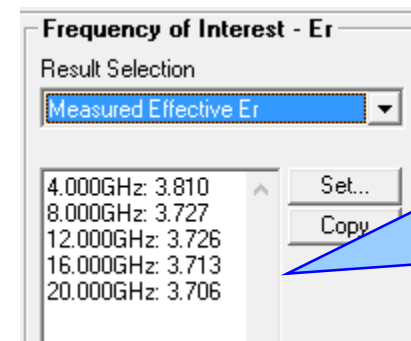 Frequency of Interest - Er
Result Selection
Measured Effective Er
4.000GHz: 3.810
8.000GHz: 3.727
12.000GHz: 3.726
16.000GHz: 3.713
20.000GHz: 3.706
Set...
Copy